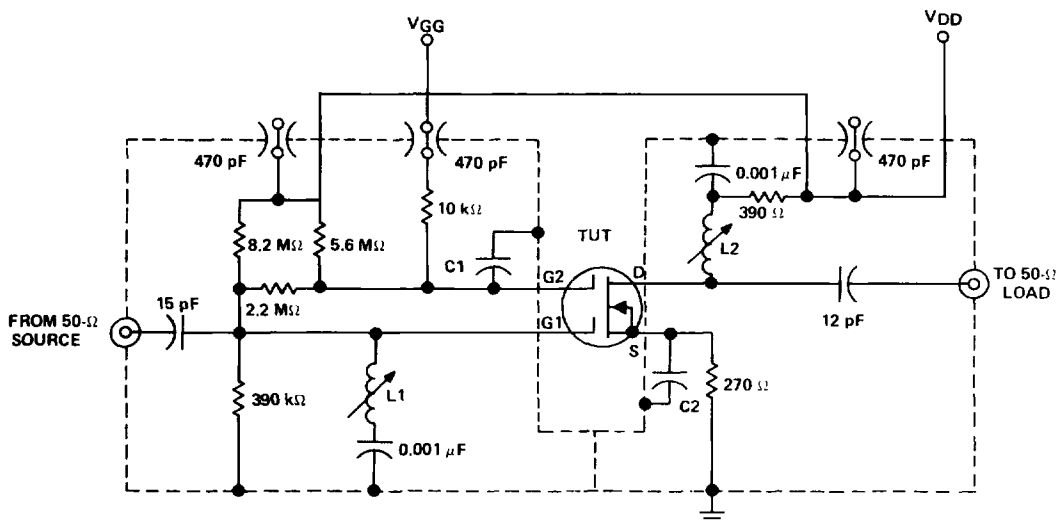 VGG
VDD
470 pF
470 pF
0.001 μF
470 pF
10 kΩ
390 Ω
8.2 MΩ
5.6 MΩ
TUT
L2
C1
G2
D
TO 50-Ω
LOAD
15 pF
2.2 MΩ
12 pF
FROM 50-Ω
SOURCE
G1
S
390 kΩ
L1
C2
270 Ω
0.001 μF